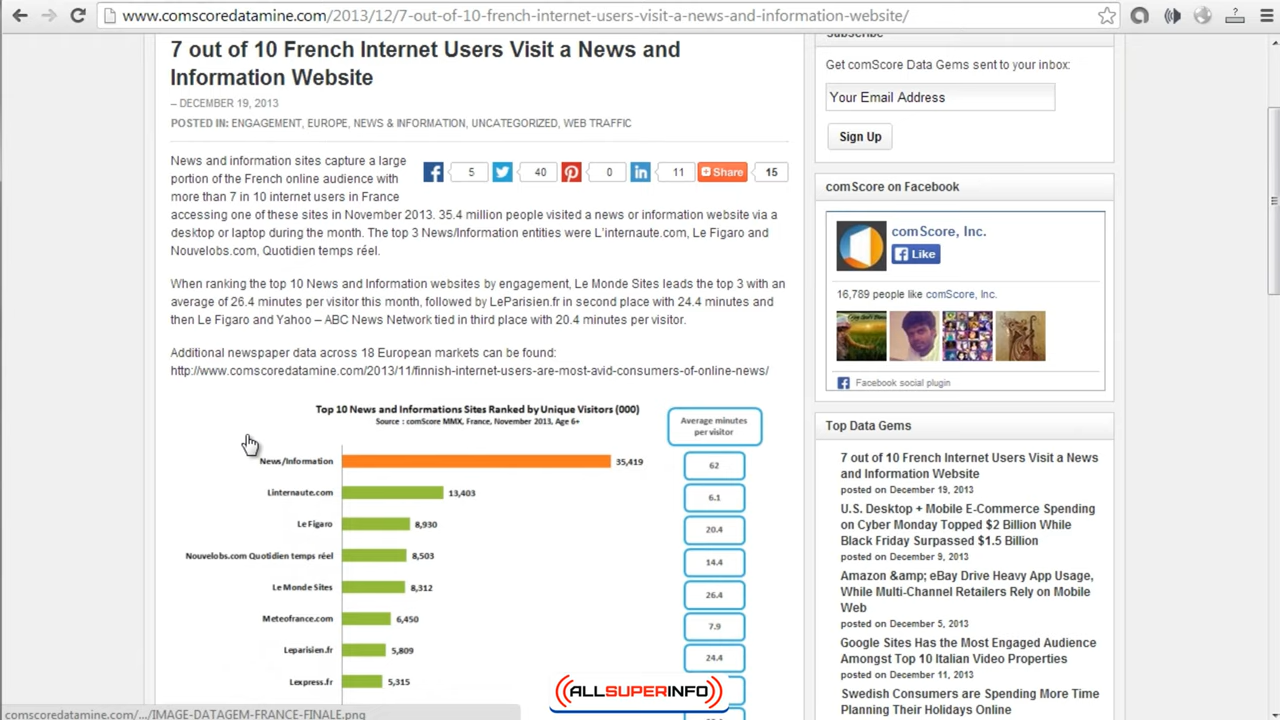 www.comscoredatamine.com/2013/12/7-out-of-10-french-internet-users-visit-a-news-and-information-website/
7 out of 10 French Internet Users Visit a News and
Information Website
– DECEMBER 19, 2013
POSTED IN: ENGAGEMENT, EUROPE, NEWS & INFORMATION, UNCATEGORIZED, WEB TRAFFIC
News and information sites capture a large
portion of the French online audience with
more than 7 in 10 internet users in France
accessing one of these sites in November 2013. 35.4 million people visited a news or information website via a
desktop or laptop during the month. The top 3 News/Information entities were L'internaute.com, Le Figaro and
Nouvelobs.com, Quotidien temps réel.
5 40 0 11 Share 15
When ranking the top 10 News and Information websites by engagement, Le Monde Sites leads the top 3 with an
average of 26.4 minutes per visitor this month, followed by LeParisien.fr in second place with 24.4 minutes and
then Le Figaro and Yahoo – ABC News Network tied in third place with 20.4 minutes per visitor.
Additional newspaper data across 18 European markets can be found:
http://www.comscoredatamine.com/2013/11/finnish-internet-users-are-most-avid-consumers-of-online-news/
Top 10 News and Informations Sites Ranked by Unique Visitors (000)
Source : comScore MMX, France, November 2013, Age 6+
Average minutes
per visitor
News/Information 35,419 62
Linternaute.com 13,403 6.1
Le Figaro 8,930 20.4
Nouvelobs.com Quotidien temps réel 8,503 14.4
Le Monde Sites 8,312 26.4
Meteofrance.com 6,450 7.9
Leparisien.fr 5,809 24.4
Lexpress.fr 5,315
ALLSUPERINFO
comscoredatamine.com/.../IMAGE-DATAGEM-FRANCE-FINALE.png
Subscribe
Get comScore Data Gems sent to your inbox:
Your Email Address
Sign Up
comScore on Facebook
comScore, Inc.
Like
16,789 people like comScore, Inc.
Facebook social plugin
Top Data Gems
7 out of 10 French Internet Users Visit a News
and Information Website
posted on December 19, 2013
U.S. Desktop + Mobile E-Commerce Spending
on Cyber Monday Topped $2 Billion While
Black Friday Surpassed $1.5 Billion
posted on December 9, 2013
Amazon &amp; eBay Drive Heavy App Usage,
While Multi-Channel Retailers Rely on Mobile
Web
posted on December 5, 2013
Google Sites Has the Most Engaged Audience
Amongst Top 10 Italian Video Properties
posted on December 11, 2013
Swedish Consumers are Spending More Time
Planning Their Holidays Online